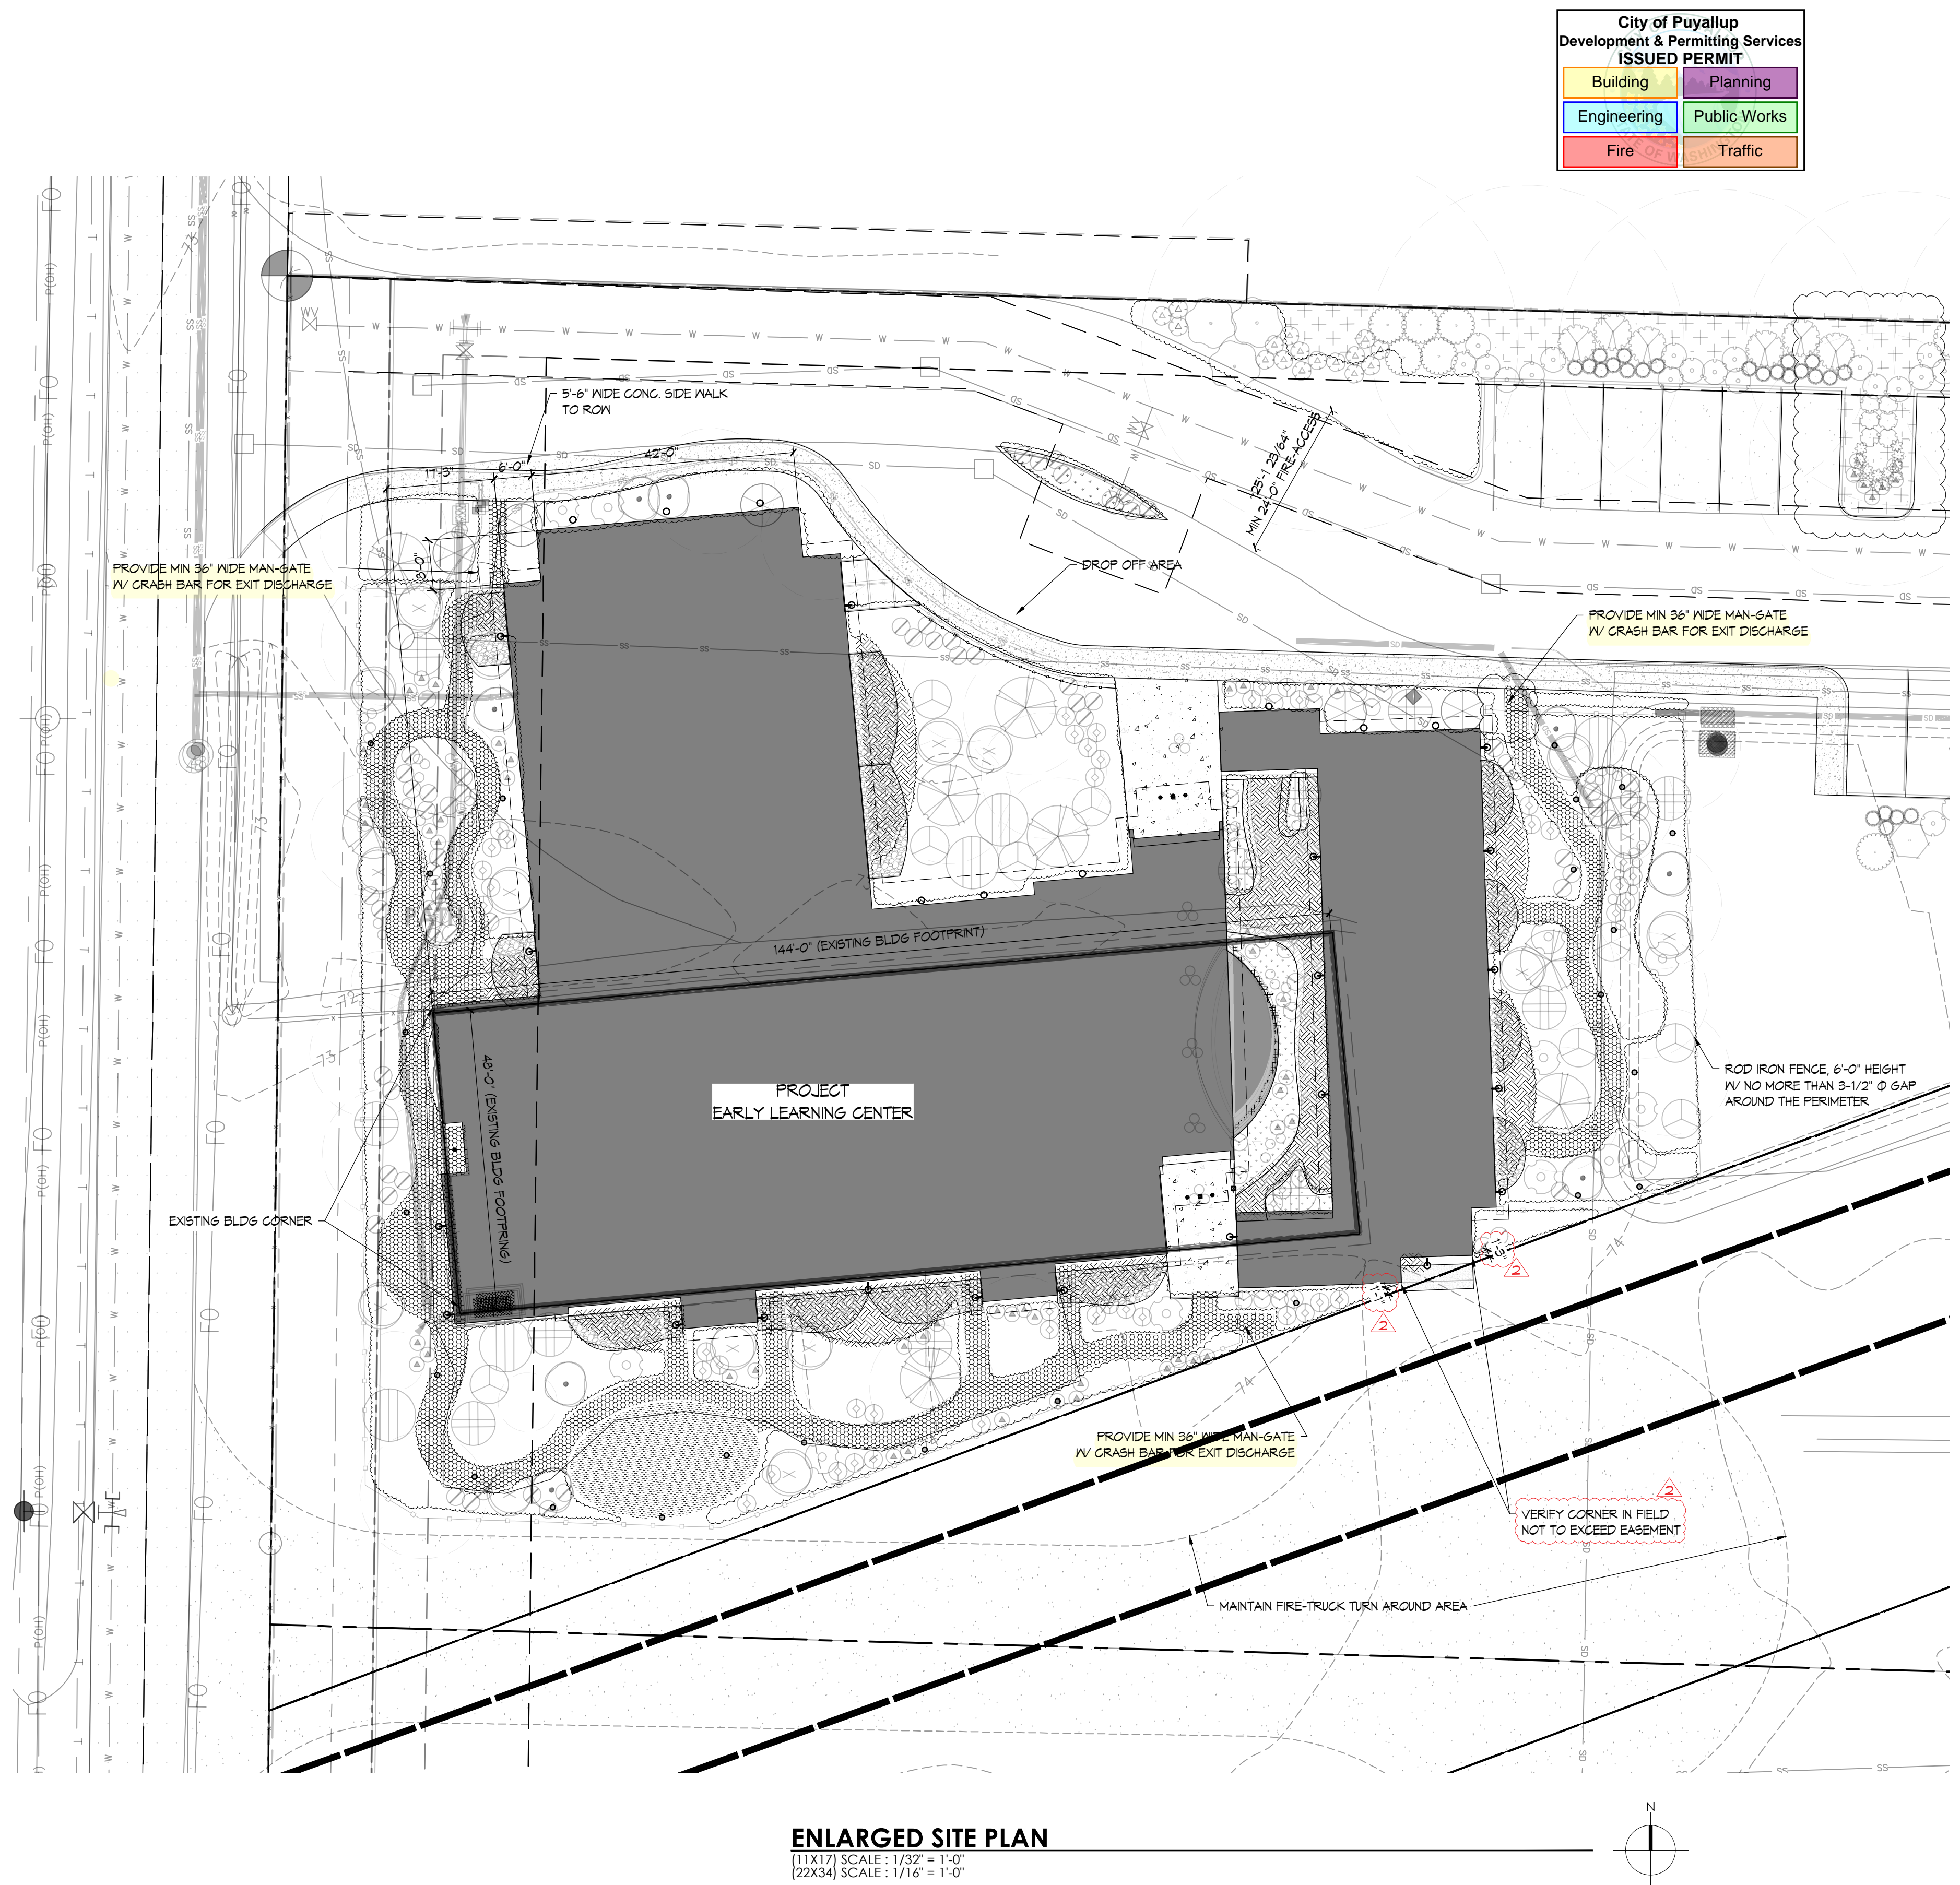 City of Puyallup
Development & Permitting Services
ISSUED PERMIT
Building
Planning
Engineering
Public Works
Fire
Traffic
5'-6" WIDE CONC. SIDE WALK
TO ROW
17'-3"
6'-0"
42'-0"
25'-1 23/64"
MIN 24'-0" FIRE-ACCESS
PROVIDE MIN 36" WIDE MAN-GATE
W/ CRASH BAR FOR EXIT DISCHARGE
DROP OFF AREA
PROVIDE MIN 36" WIDE MAN-GATE
W/ CRASH BAR FOR EXIT DISCHARGE
144'-0" (EXISTING BLDG FOOTPRINT)
48'-0" (EXISTING BLDG FOOTPRING)
PROJECT
EARLY LEARNING CENTER
ROD IRON FENCE, 6'-0" HEIGHT
W/ NO MORE THAN 3-1/2" Φ GAP
AROUND THE PERIMETER
EXISTING BLDG CORNER
2
2
PROVIDE MIN 36" WIDE MAN-GATE
W/ CRASH BAR FOR EXIT DISCHARGE
2
VERIFY CORNER IN FIELD
NOT TO EXCEED EASEMENT
MAINTAIN FIRE-TRUCK TURN AROUND AREA
N
ENLARGED SITE PLAN
(11X17) SCALE : 1/32" = 1'-0"
(22X34) SCALE : 1/16" = 1'-0"